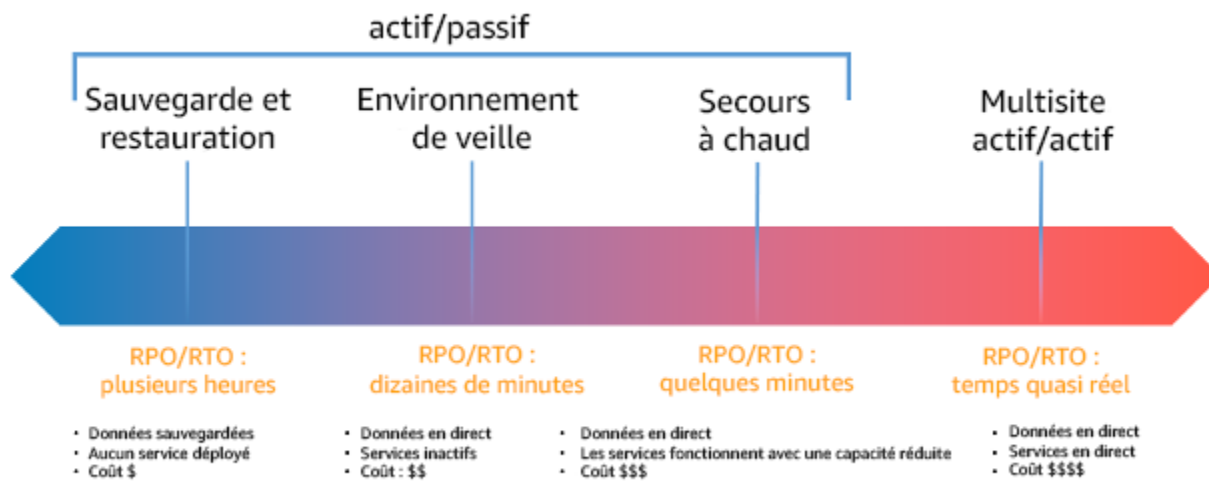 actif/passif
Sauvegarde et
restauration
Environnement
de veille
Secours
à chaud
Multisite
actif/actif
RPO/RTO :
plusieurs heures
RPO/RTO :
dizaines de minutes
RPO/RTO :
quelques minutes
RPO/RTO :
temps quasi réel
• Données sauvegardées
• Aucun service déployé
• Coût $
• Données en direct
• Services inactifs
• Coût : $$
• Données en direct
• Les services fonctionnent avec une capacité réduite
• Coût $$$
• Données en direct
• Services en direct
• Coût $$$$